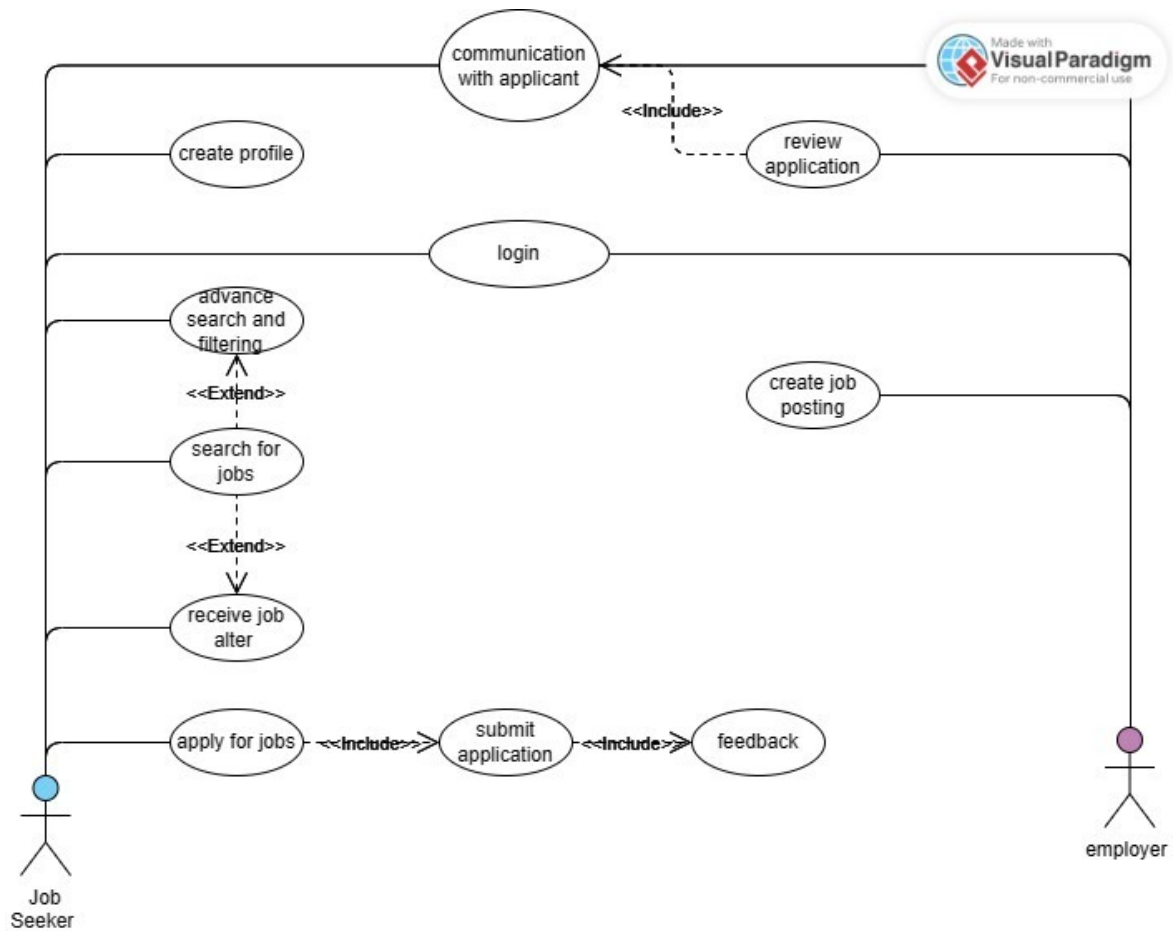 communication
with applicant
Made with
VisualParadigm
For non-commercial use
<<Include>>
create profile
review
application
login
advance
search and
filtering
<<Extend>>
create job
posting
search for
jobs
<<Extend>>
receive job
alter
apply for jobs
<<Include>>
submit
application
<<Include>>
feedback
Job
Seeker
employer